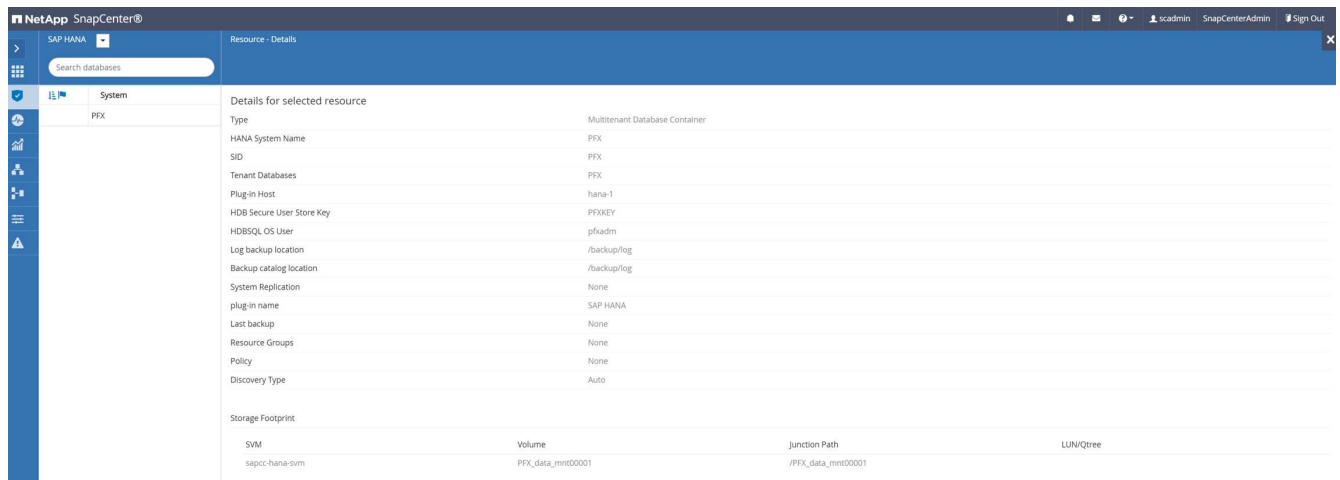 NetApp SnapCenter®
scadmin SnapCenterAdmin Sign Out
SAP HANA
Resource - Details
Search databases
System
PFX
Details for selected resource
Type Multitenant Database Container
HANA System Name PFX
SID PFX
Tenant Databases PFX
Plug-in Host hana-1
HDB Secure User Store Key PFXKEY
HDBSQL OS User pfxadm
Log backup location /backup/log
Backup catalog location /backup/log
System Replication None
plug-in name SAP HANA
Last backup None
Resource Groups None
Policy None
Discovery Type Auto
Storage Footprint
SVM Volume Junction Path LUN/Qtree
sapcc-hana-svm PFX_data_mnt00001 /PFX_data_mnt00001